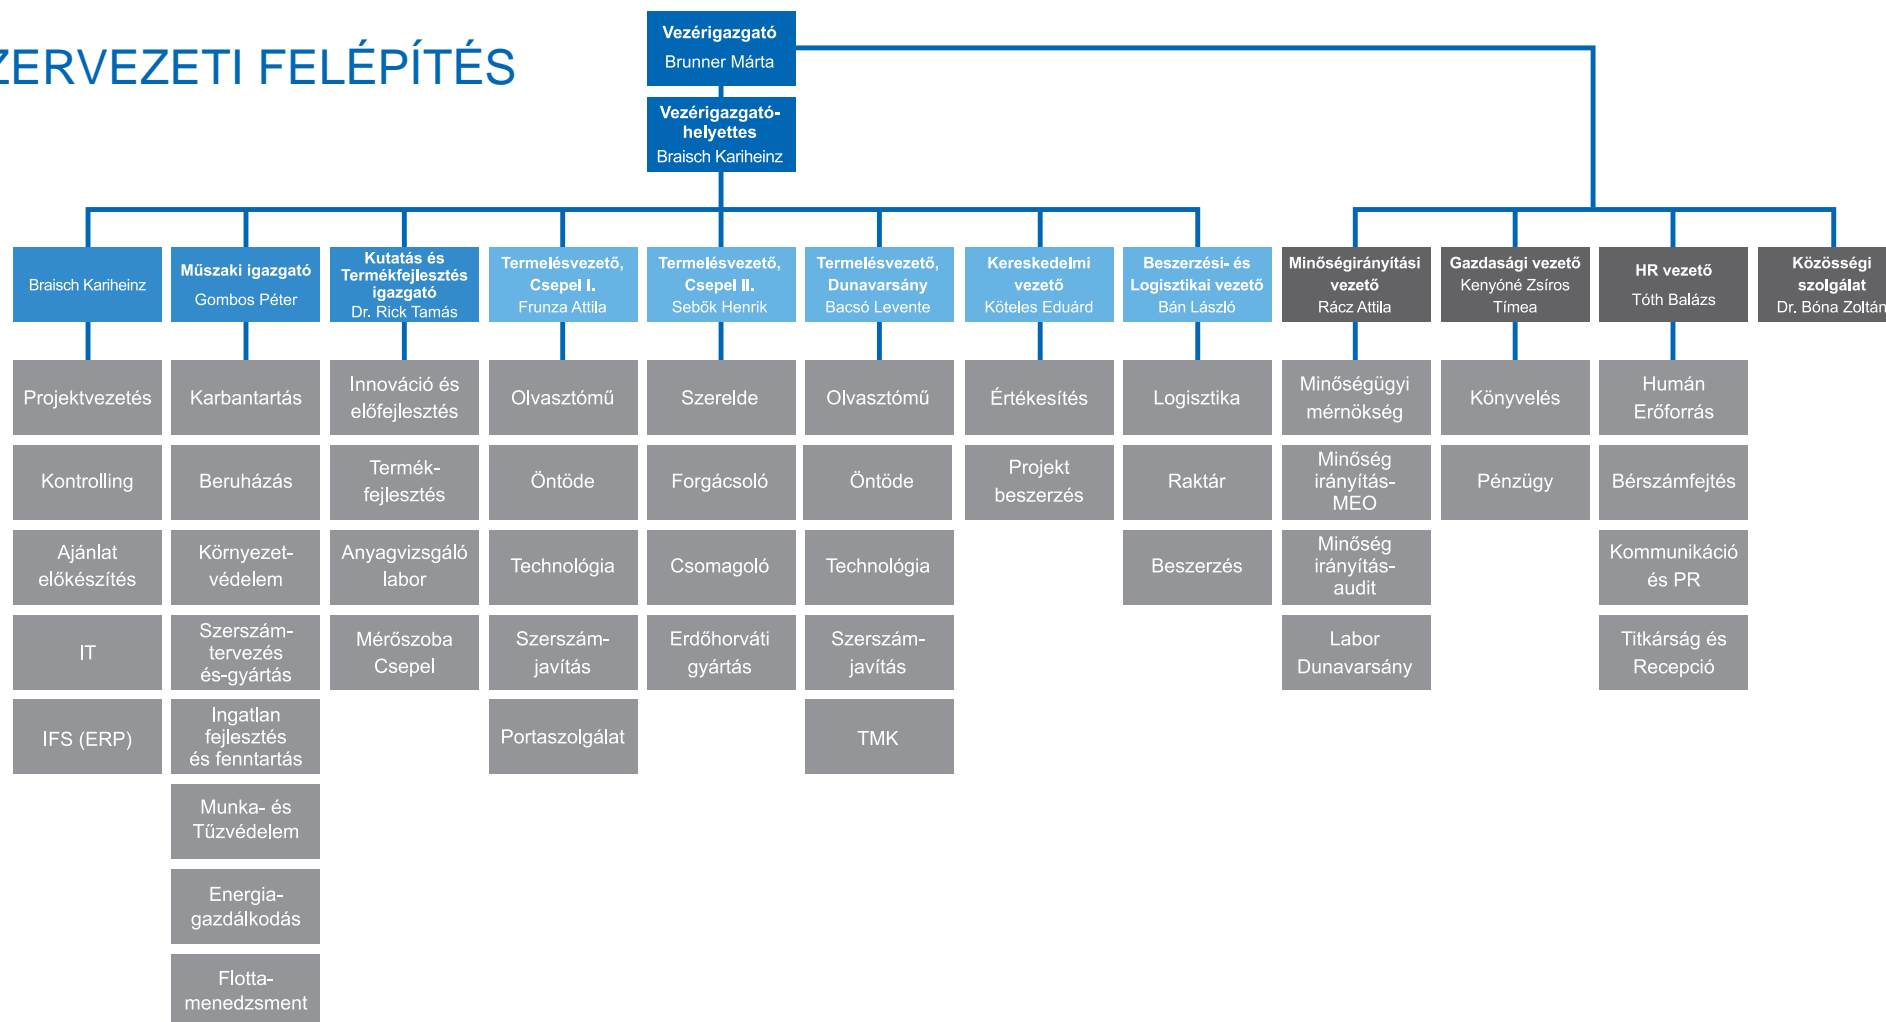 ZERVEZETI FELÉPÍTÉS
Vezérigazgató
Brunner Márta
Vezérigazgató-
helyettes
Braisch Kariheinz
Braisch Kariheinz
Műszaki igazgató
Gombos Péter
Kutatás és
Termékfejlesztés
igazgató
Dr. Rick Tamás
Termelésvezető,
Csepel I.
Frunza Attila
Termelésvezető,
Csepel II.
Sebők Henrik
Termelésvezető,
Dunavarsány
Bacsó Levente
Kereskedelmi
vezető
Köteles Eduárd
Beszerzési- és
Logisztikai vezető
Bán László
Minőségirányítási
vezető
Rácz Attila
Gazdasági vezető
Kenyóné Zsíros
Tímea
HR vezető
Tóth Balázs
Közösségi
szolgálat
Dr. Bóna Zoltán
Projektvezetés
Kontrolling
Ajánlat
előkészítés
IT
IFS (ERP)
Karbantartás
Beruházás
Környezet-
védelem
Szerszám-
tervezés
és-gyártás
Ingatlan
fejlesztés
és fenntartás
Munka- és
Tűzvédelem
Energia-
gazdálkodás
Flotta-
menedzsment
Innováció és
előfejlesztés
Termék-
fejlesztés
Anyagvizsgáló
labor
Mérőszoba
Csepel
Olvasztómű
Öntöde
Technológia
Szerszám-
javítás
Portaszolgálat
Szerelde
Forgácsoló
Csomagoló
Erdőhorváti
gyártás
Olvasztómű
Öntöde
Technológia
Szerszám-
javítás
TMK
Értékesítés
Projekt
beszerzés
Logisztika
Raktár
Beszerzés
Minőségügyi
mérnökség
Minőség
irányítás-
MEO
Minőség
irányítás-
audit
Labor
Dunavarsány
Könyvelés
Pénzügy
Humán
Erőforrás
Bérszámfejtés
Kommunikáció
és PR
Titkárság és
Recepció